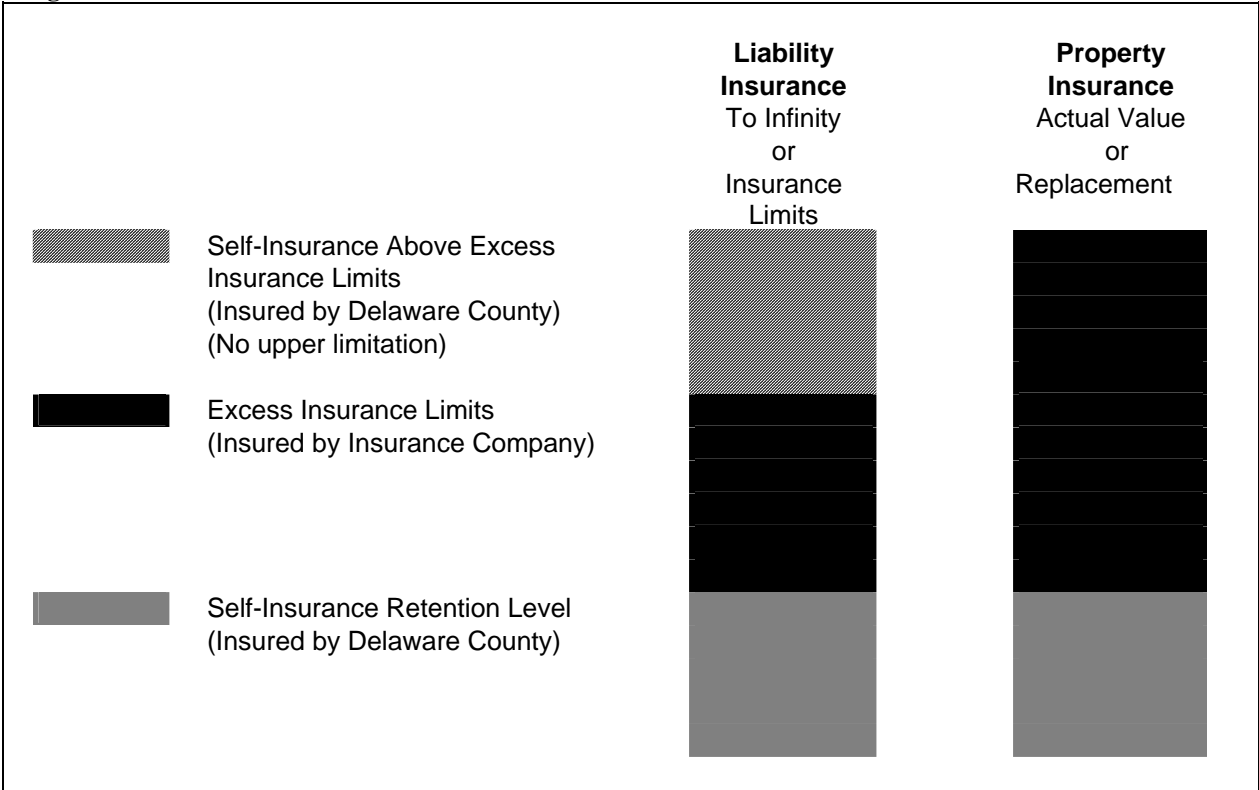 Liability
Insurance
To Infinity
or
Insurance
Limits
Property
Insurance
Actual Value
or
Replacement
Self-Insurance Above Excess
Insurance Limits
(Insured by Delaware County)
(No upper limitation)
Excess Insurance Limits
(Insured by Insurance Company)
Self-Insurance Retention Level
(Insured by Delaware County)